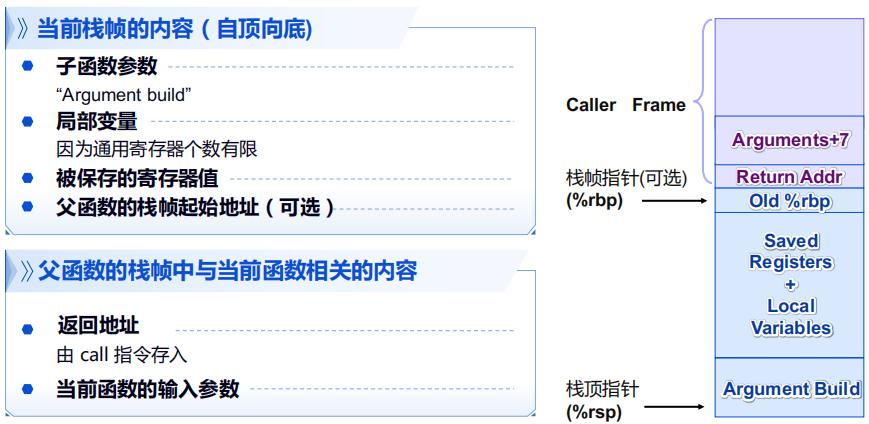 当前栈帧的内容（自顶向底)
子函数参数
“Argument build”
局部变量
因为通用寄存器个数有限
被保存的寄存器值
父函数的栈帧起始地址（可选）
父函数的栈帧中与当前函数相关的内容
返回地址
由 call 指令存入
当前函数的输入参数
Caller Frame
Arguments+7
Return Addr
栈帧指针(可选)
(%rbp)
Old %rbp
Saved
Registers
+
Local
Variables
栈顶指针
(%rsp)
Argument Build